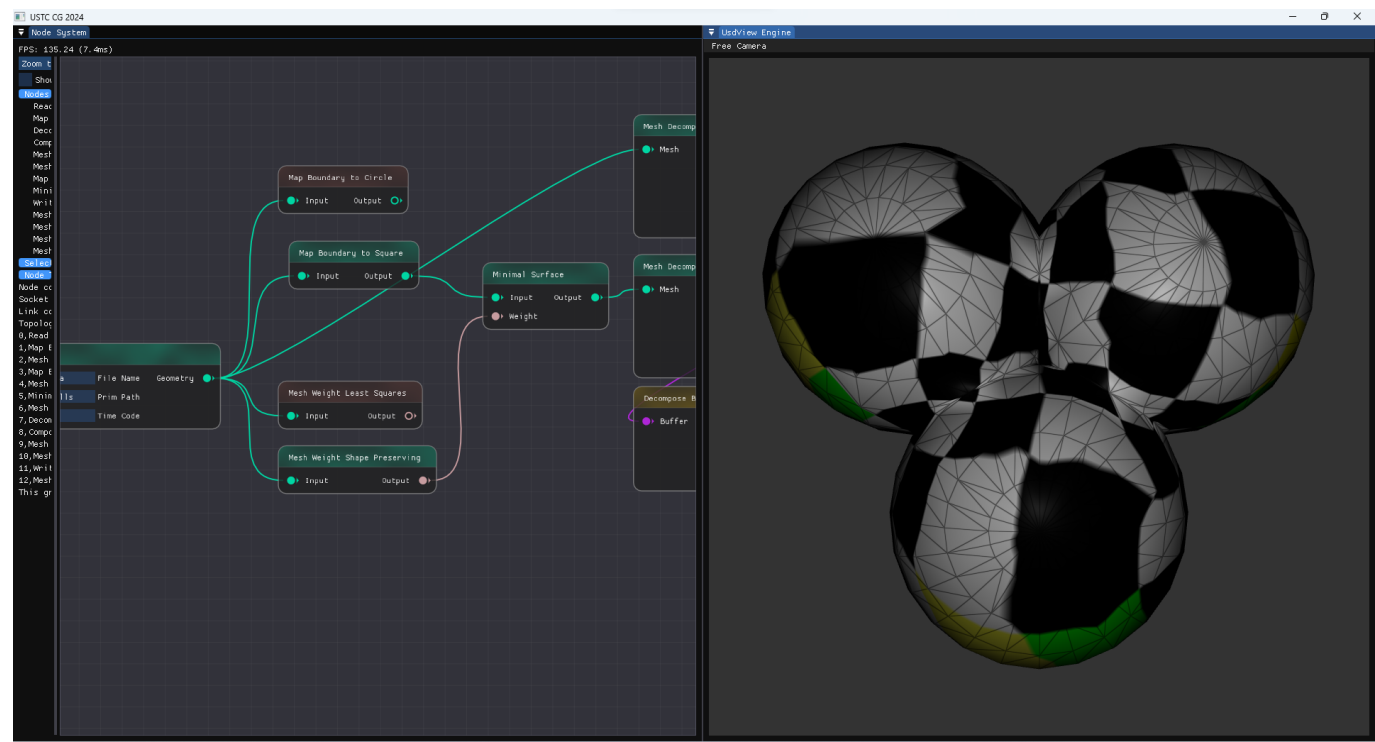 USTC CG 2024
Node System
FPS: 135.24 (7.4ms)
Zoom t
Shou
Nodes
Read
Map
Deco
Comp
Mesh
Mesh
Map
Mini
Writ
Mesh
Mesh
Mesh
Mesh
Selec
Node T
Node co
Socket
Link co
Topolog
0,Read
1,Map B
2,Mesh
3,Map B
4,Mesh
5,Minim
6,Mesh
7,Decom
8,Compo
9,Mesh
10,Mesh
11,Writ
12,Mesh
This gr
a File Name Geometry
lls Prim Path
Time Code
Map Boundary to Circle
Input Output
Map Boundary to Square
Input Output
Mesh Weight Least Squares
Input Output
Mesh Weight Shape Preserving
Input Output
Minimal Surface
Input Output
Weight
Mesh Decomp
Mesh
Mesh Decomp
Mesh
Decompose B
Buffer
UsdView Engine
Free Camera